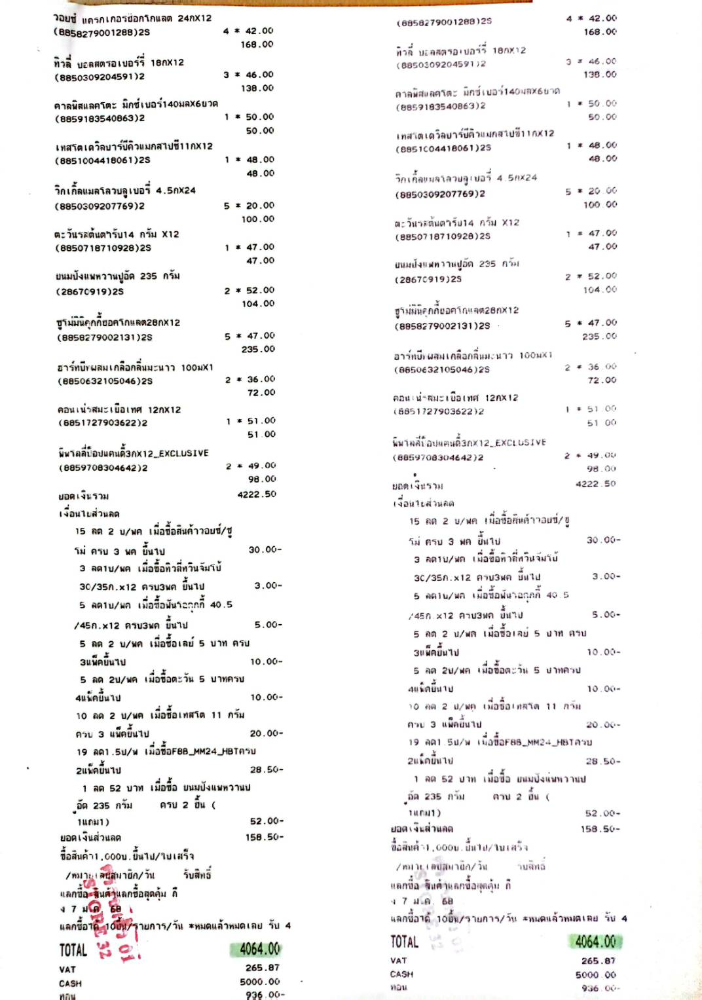 วอยซ์ แครกเกอร์ช็อกโกแลต 24กX12
(8858279001288)2S 4 * 42.00
168.00
ทิวลี่ บอลสตรอเบอร์รี่ 18กX12
(8850309204591)2 3 * 46.00
138.00
คาลพิสแลคโตะ มิกซ์เบอร์140มลX6ขวด
(8859183540863)2 1 * 50.00
50.00
เทสโตเดวิลบาร์บีคิวแมกสไปซี่11กX12
(8851004418061)2S 1 * 48.00
48.00
วิกเกิ้ลแมลโลวบลูเบอรี่ 4.5กX24
(8850309207769)2 5 * 20.00
100.00
ตะวันรสต้นตำรับ14 กรัม X12
(8850718710928)2S 1 * 47.00
47.00
ขนมปังแพหวานปูอัด 235 กรัม
(28670919)2S 2 * 52.00
104.00
ซูโม่มินิคุกกี้ชอคโกแลต28กX12
(8858279002131)2S 5 * 47.00
235.00
ฮาร์ทบีทผสมเกลือกลิ่นมะนาว 100มX1
(8850632105046)2S 2 * 36.00
72.00
คอนเน่รสมะเขือเทศ 12กX12
(8851727903622)2 1 * 51.00
51.00
พิพโลลี่ป็อปแคนดี้3กX12_EXCLUSIVE
(8859708304642)2 2 * 49.00
98.00
ยอดเงินรวม 4222.50
เงื่อนไขส่วนลด
15 ลด 2 บ/พค เมื่อซื้อสินค้าวอยซ์/ซู
โม่ ครบ 3 พค ขึ้นไป 30.00-
3 ลด1บ/พค เมื่อซื้อทิวลี่ทวินจัมโบ้
30/35ก.x12 ครบ3พค ขึ้นไป 3.00-
5 ลด1บ/พค เมื่อซื้อฟันโอคุกกี้ 40.5
/45ก.x12 ครบ3พค ขึ้นไป 5.00-
5 ลด 2 บ/พค เมื่อซื้อเลย์ 5 บาท ครบ
3แพ็คขึ้นไป 10.00-
5 ลด 2บ/พค เมื่อซื้อตะวัน 5 บาทครบ
4แพ็คขึ้นไป 10.00-
10 ลด 2 บ/พค เมื่อซื้อเทสโต 11 กรัม
ครบ 3 แพ็คขึ้นไป 20.00-
19 ลด1.5บ/พ เมื่อซื้อF88_MM24_HBTครบ
2แพ็คขึ้นไป 28.50-
1 ลด 52 บาท เมื่อซื้อ ขนมปังแพหวานป
ูอัด 235 กรัม ครบ 2 ชิ้น (
1แถม1) 52.00-
ยอดเงินส่วนลด 158.50-
ซื้อสินค้า1,000บ.ขึ้นไป/ใบเสร็จ
/หมายเลขสมาชิก/วัน รับสิทธิ์
แลกซื้อ สินค้าแลกซื้อสุดคุ้ม ถึ
ง 7 ม.ค. 68
แลกซื้อได้ 10ชิ้น/รายการ/วัน *หมดแล้วหมดเลย รับ 4
STORE 32
TOTAL 4064.00
VAT 265.87
CASH 5000.00
ทอน 936.00-
(8858279001288)2S 4 * 42.00
168.00
ทิวลี่ บอลสตรอเบอร์รี่ 18กX12
(8850309204591)2 3 * 46.00
138.00
คาลพิสแลคโตะ มิกซ์เบอร์140มลX6ขวด
(8859183540863)2 1 * 50.00
50.00
เทสโตเดวิลบาร์บีคิวแมกสไปซี่11กX12
(8851004418061)2S 1 * 48.00
48.00
วิกเกิ้ลแมลโลวบลูเบอรี่ 4.5กX24
(8850309207769)2 5 * 20.00
100.00
ตะวันรสต้นตำรับ14 กรัม X12
(8850718710928)2S 1 * 47.00
47.00
ขนมปังแพหวานปูอัด 235 กรัม
(28670919)2S 2 * 52.00
104.00
ซูโม่มินิคุกกี้ชอคโกแลต28กX12
(8858279002131)2S 5 * 47.00
235.00
ฮาร์ทบีทผสมเกลือกลิ่นมะนาว 100มX1
(8850632105046)2S 2 * 36.00
72.00
คอนเน่รสมะเขือเทศ 12กX12
(8851727903622)2 1 * 51.00
51.00
พิพโลลี่ป็อปแคนดี้3กX12_EXCLUSIVE
(8859708304642)2 2 * 49.00
98.00
ยอดเงินรวม 4222.50
เงื่อนไขส่วนลด
15 ลด 2 บ/พค เมื่อซื้อสินค้าวอยซ์/ซู
โม่ ครบ 3 พค ขึ้นไป 30.00-
3 ลด1บ/พค เมื่อซื้อทิวลี่ทวินจัมโบ้
30/35ก.x12 ครบ3พค ขึ้นไป 3.00-
5 ลด1บ/พค เมื่อซื้อฟันโอคุกกี้ 40.5
/45ก.x12 ครบ3พค ขึ้นไป 5.00-
5 ลด 2 บ/พค เมื่อซื้อเลย์ 5 บาท ครบ
3แพ็คขึ้นไป 10.00-
5 ลด 2บ/พค เมื่อซื้อตะวัน 5 บาทครบ
4แพ็คขึ้นไป 10.00-
10 ลด 2 บ/พค เมื่อซื้อเทสโต 11 กรัม
ครบ 3 แพ็คขึ้นไป 20.00-
19 ลด1.5บ/พ เมื่อซื้อF88_MM24_HBTครบ
2แพ็คขึ้นไป 28.50-
1 ลด 52 บาท เมื่อซื้อ ขนมปังแพหวานป
ูอัด 235 กรัม ครบ 2 ชิ้น (
1แถม1) 52.00-
ยอดเงินส่วนลด 158.50-
ซื้อสินค้า1,000บ.ขึ้นไป/ใบเสร็จ
/หมายเลขสมาชิก/วัน รับสิทธิ์
แลกซื้อ สินค้าแลกซื้อสุดคุ้ม ถึ
ง 7 ม.ค. 68
แลกซื้อได้ 10ชิ้น/รายการ/วัน *หมดแล้วหมดเลย รับ 4
STORE 32
TOTAL 4064.00
VAT 265.87
CASH 5000.00
ทอน 936.00-